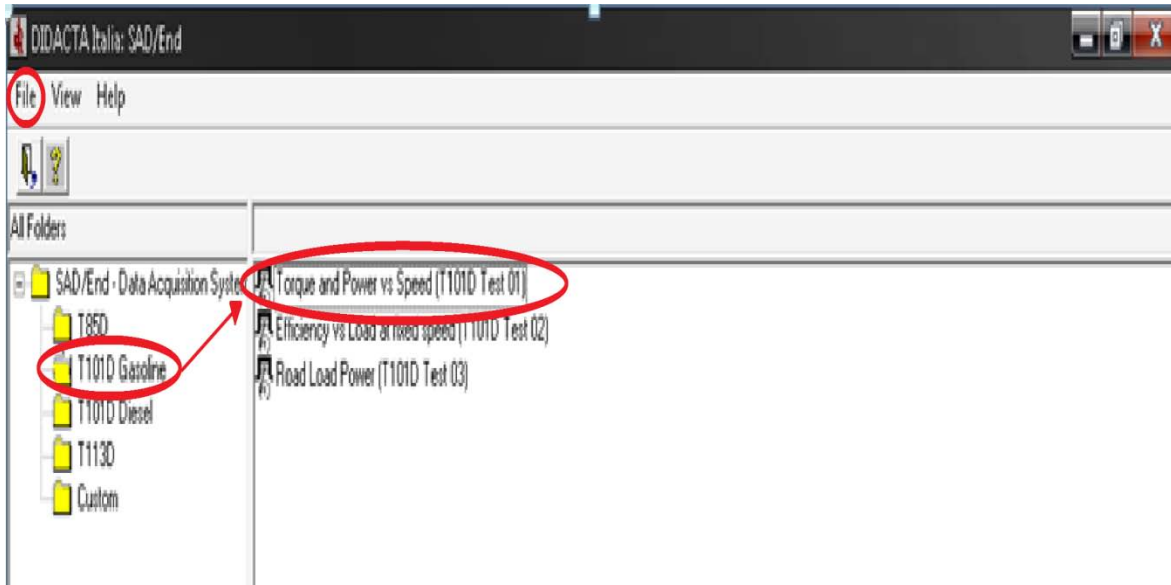 DIDACTA Italia: SAD/End
File View Help
All Folders
SAD/End - Data Acquisition Syste
T85D
T101D Gasoline
T101D Diesel
T113D
Custom
Torque and Power vs Speed (T101D Test 01)
Efficiency vs Load at fixed speed (T101D Test 02)
Road Load Power (T101D Test 03)